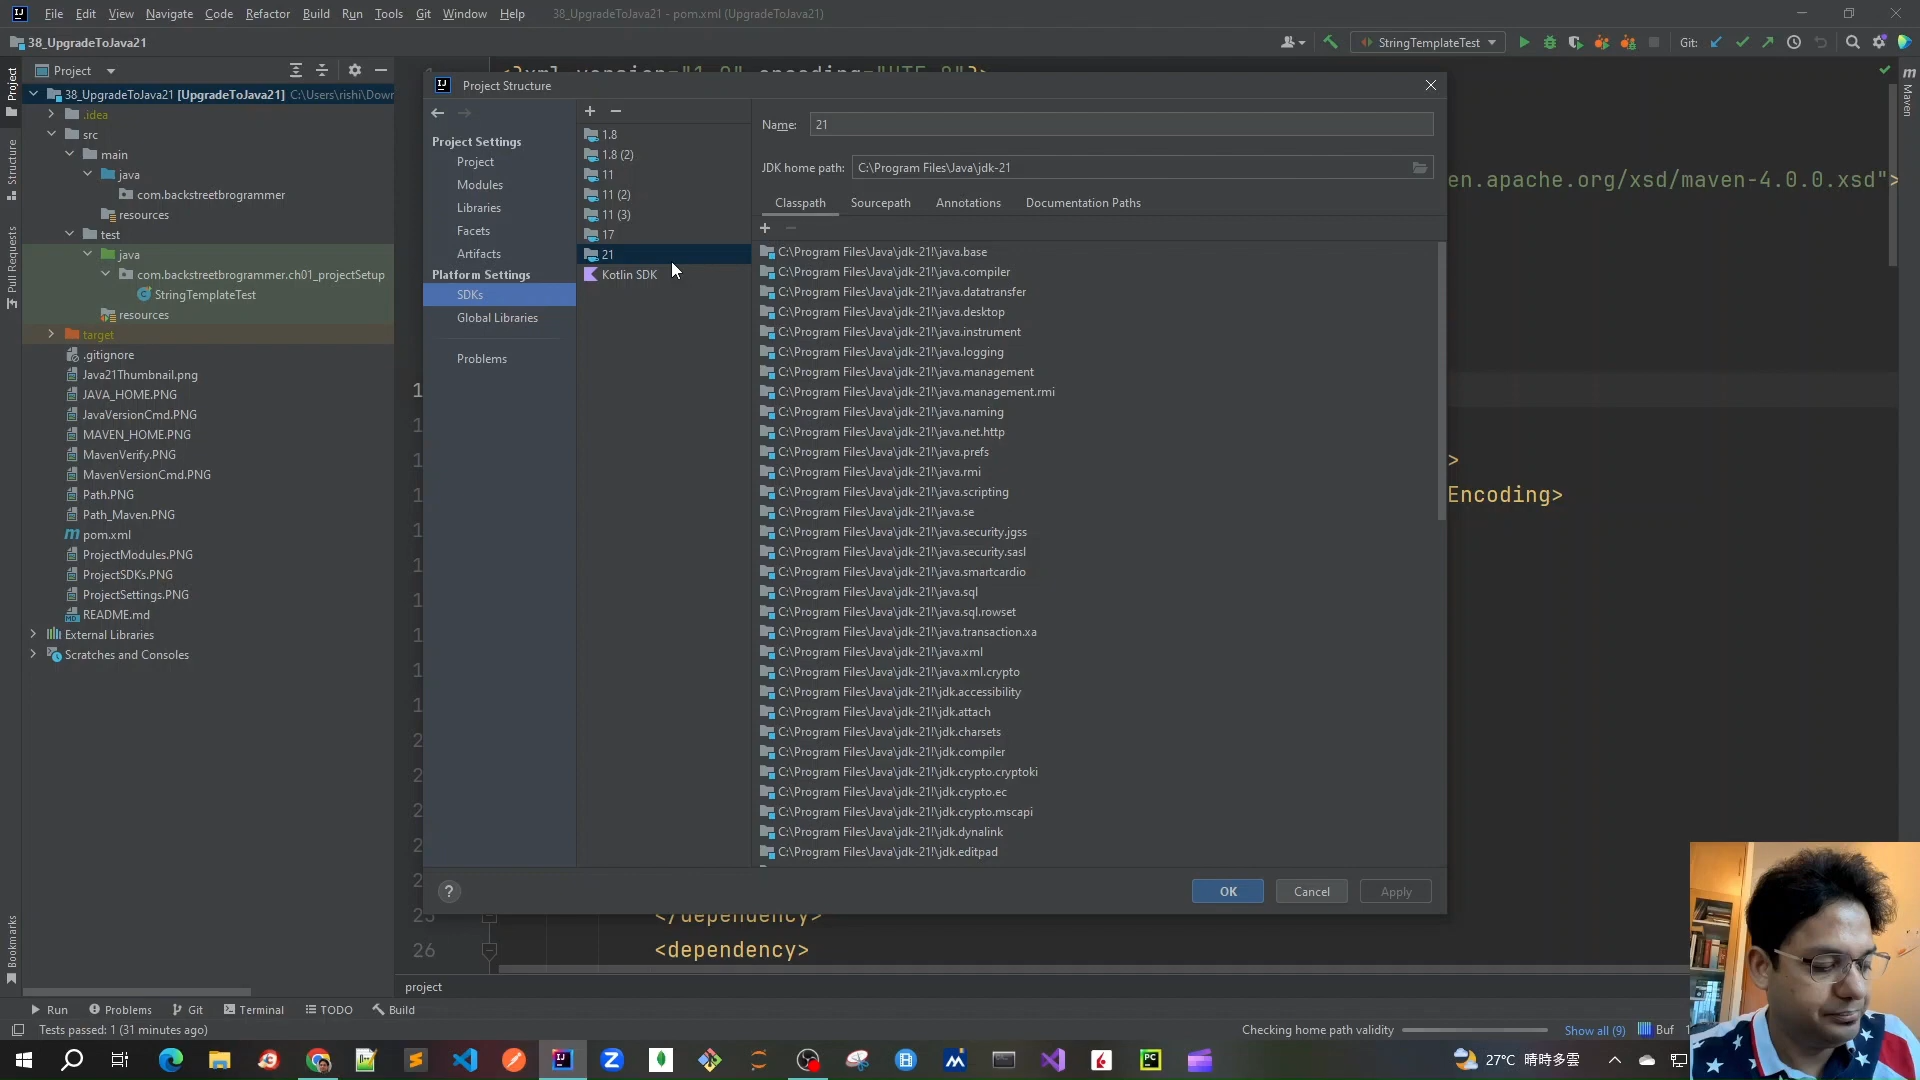 File Edit View Navigate Code Refactor Build Run Tools Git Window Help 38_UpgradeToJava21 - pom.xml (UpgradeToJava21)
38_UpgradeToJava21
StringTemplateTest
Git:
Project
38_UpgradeToJava21 [UpgradeToJava21] C:\Users\rishi\Dowr
.idea
src
main
java
com.backstreetbrogrammer
resources
test
java
com.backstreetbrogrammer.ch01_projectSetup
StringTemplateTest
resources
target
.gitignore
Java21Thumbnail.png
JAVA_HOME.PNG
JavaVersionCmd.PNG
MAVEN_HOME.PNG
MavenVerify.PNG
MavenVersionCmd.PNG
Path.PNG
Path_Maven.PNG
pom.xml
ProjectModules.PNG
ProjectSDKs.PNG
ProjectSettings.PNG
README.md
External Libraries
Scratches and Consoles
Project
Structure
Pull Requests
Bookmarks
Maven
Project Structure
Project Settings
Project
Modules
Libraries
Facets
Artifacts
Platform Settings
SDKs
Global Libraries
Problems
1.8
1.8 (2)
11
11 (2)
11 (3)
17
21
Kotlin SDK
Name: 21
JDK home path: C:\Program Files\Java\jdk-21
Classpath Sourcepath Annotations Documentation Paths
C:\Program Files\Java\jdk-21!\java.base
C:\Program Files\Java\jdk-21!\java.compiler
C:\Program Files\Java\jdk-21!\java.datatransfer
C:\Program Files\Java\jdk-21!\java.desktop
C:\Program Files\Java\jdk-21!\java.instrument
C:\Program Files\Java\jdk-21!\java.logging
C:\Program Files\Java\jdk-21!\java.management
C:\Program Files\Java\jdk-21!\java.management.rmi
C:\Program Files\Java\jdk-21!\java.naming
C:\Program Files\Java\jdk-21!\java.net.http
C:\Program Files\Java\jdk-21!\java.prefs
C:\Program Files\Java\jdk-21!\java.rmi
C:\Program Files\Java\jdk-21!\java.scripting
C:\Program Files\Java\jdk-21!\java.se
C:\Program Files\Java\jdk-21!\java.security.jgss
C:\Program Files\Java\jdk-21!\java.security.sasl
C:\Program Files\Java\jdk-21!\java.smartcardio
C:\Program Files\Java\jdk-21!\java.sql
C:\Program Files\Java\jdk-21!\java.sql.rowset
C:\Program Files\Java\jdk-21!\java.transaction.xa
C:\Program Files\Java\jdk-21!\java.xml
C:\Program Files\Java\jdk-21!\java.xml.crypto
C:\Program Files\Java\jdk-21!\jdk.accessibility
C:\Program Files\Java\jdk-21!\jdk.attach
C:\Program Files\Java\jdk-21!\jdk.charsets
C:\Program Files\Java\jdk-21!\jdk.compiler
C:\Program Files\Java\jdk-21!\jdk.crypto.cryptoki
C:\Program Files\Java\jdk-21!\jdk.crypto.ec
C:\Program Files\Java\jdk-21!\jdk.crypto.mscapi
C:\Program Files\Java\jdk-21!\jdk.dynalink
C:\Program Files\Java\jdk-21!\jdk.editpad
OK Cancel Apply
en.apache.org/xsd/maven-4.0.0.xsd">
>
Encoding>
25 </dependency>
26 <dependency>
project
Run Problems Git Terminal TODO Build
Tests passed: 1 (31 minutes ago)
Checking home path validity Show all (9) Buf
27°C 晴時多雲